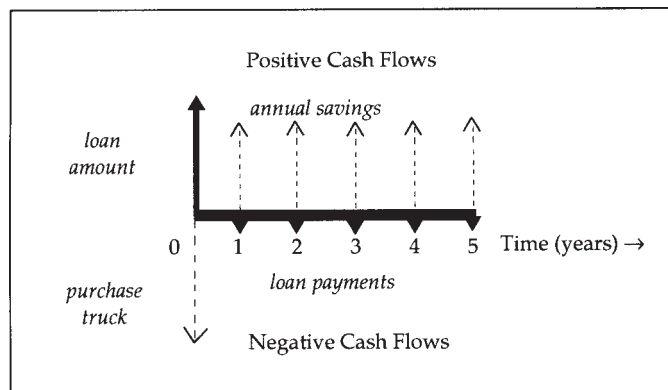 Positive Cash Flows
annual savings
loan
amount
0 1 2 3 4 5 Time (years) →
loan payments
purchase
truck
Negative Cash Flows